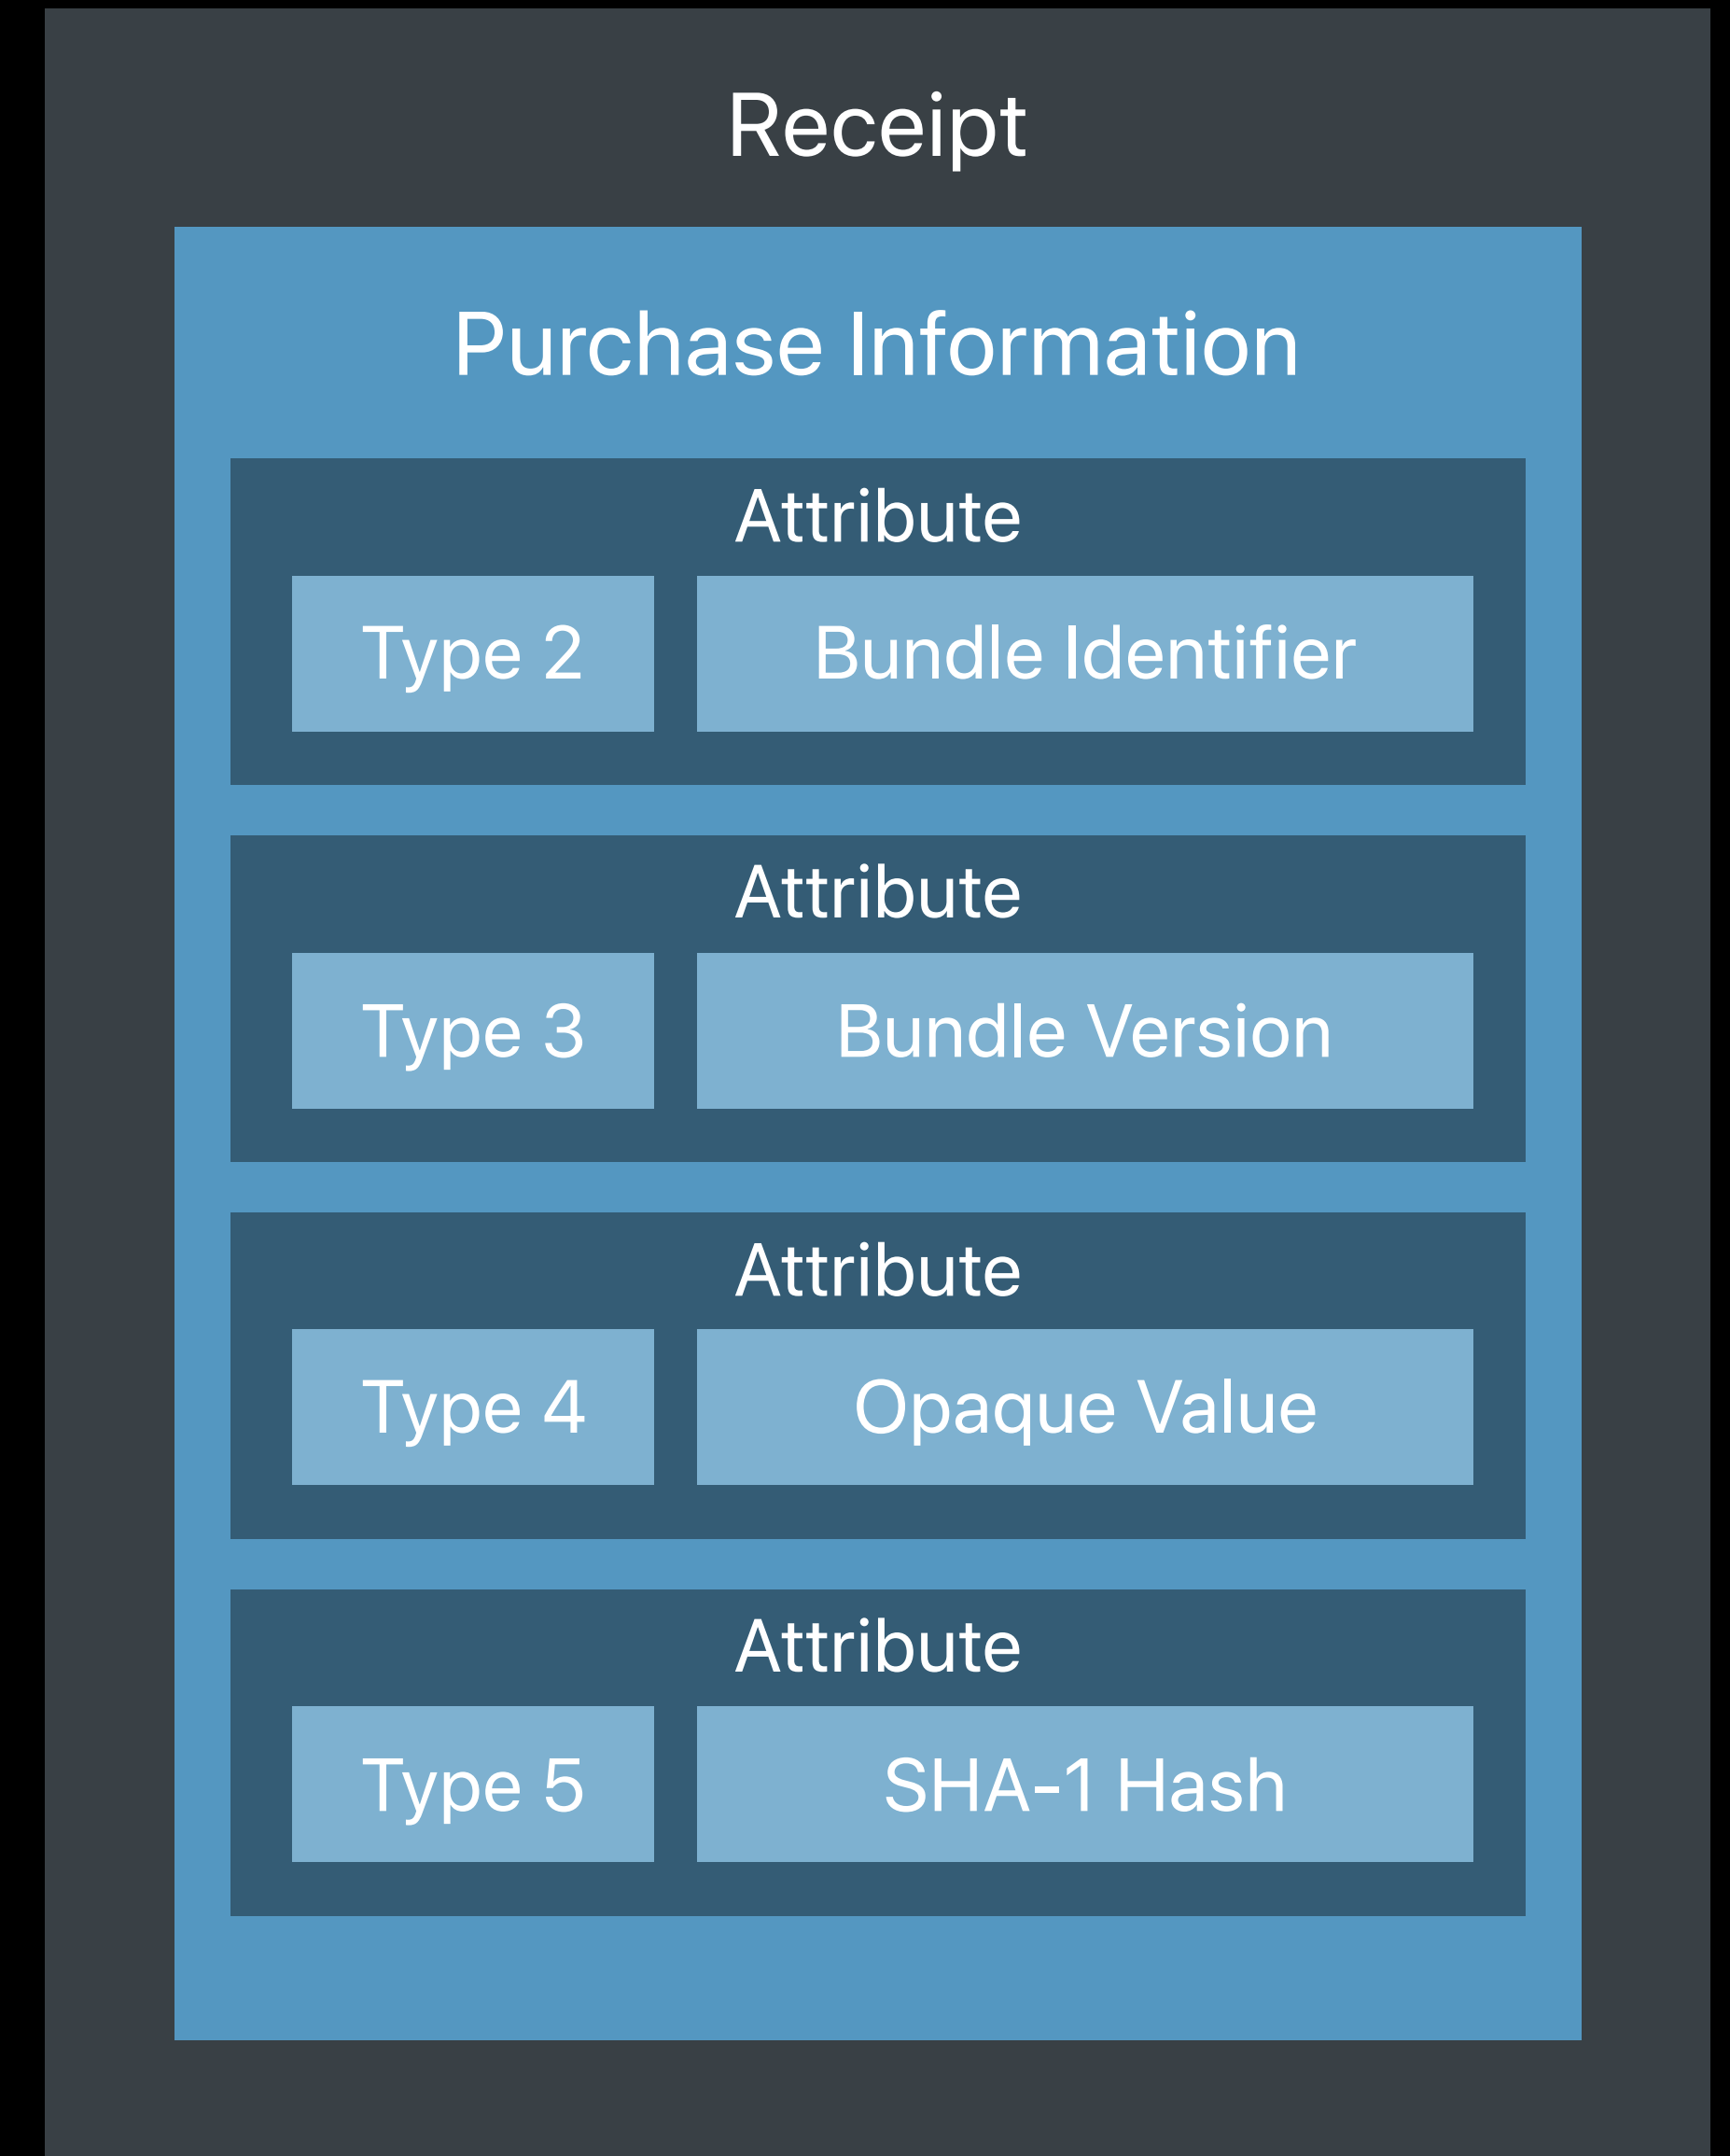 Receipt
Purchase Information
Attribute
Type 2 Bundle Identifier
Attribute
Type 3 Bundle Version
Attribute
Type 4 Opaque Value
Attribute
Type 5 SHA-1 Hash